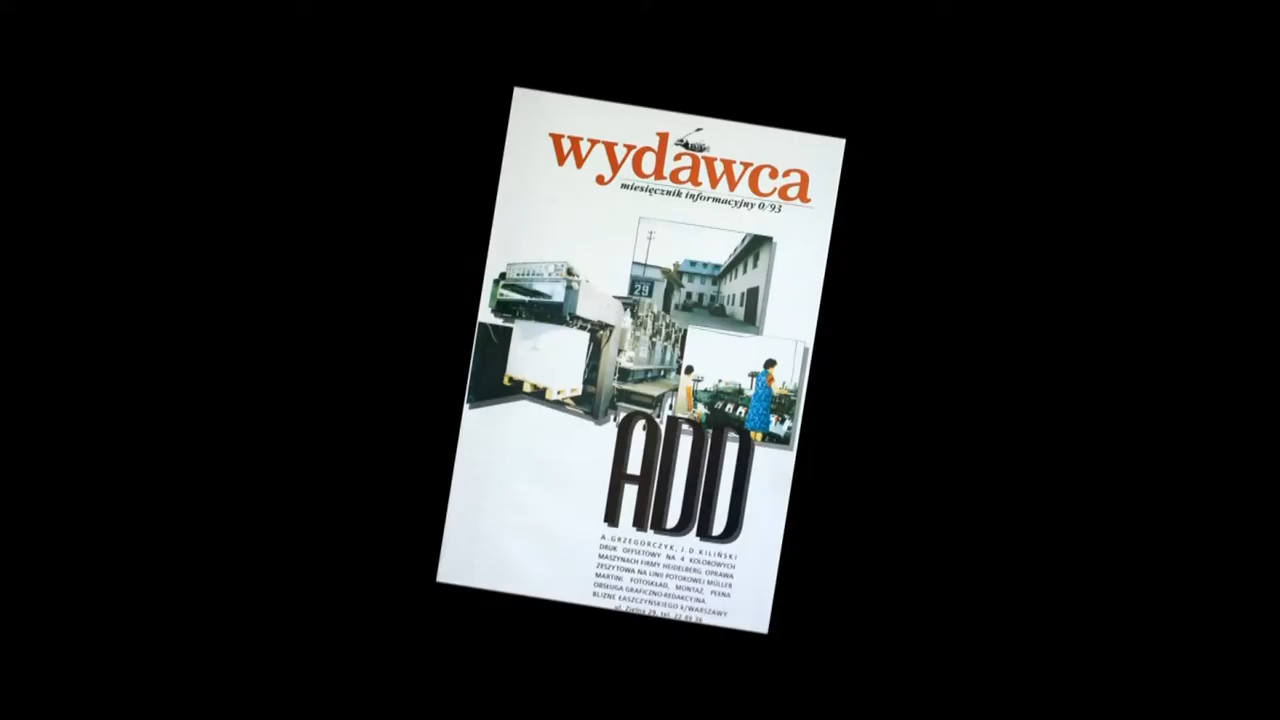 wydawca
miesięcznik informacyjny 0/93
29
ADD
A. GRZEGORCZYK, J. D. KILIŃSKI
DRUK OFFSETOWY NA 4 KOLOROWYCH
MASZYNACH FIRMY HEIDELBERG. OPRAWA
ZESZYTOWA NA LINII POTOKOWEJ MÜLLER
MARTINI. FOTOSKŁAD, MONTAŻ, PEŁNA
OBSŁUGA GRAFICZNO-REDAKCYJNA.
BLIZNE ŁASZCZYŃSKIEGO k/WARSZAWY
ul. Zielna 29, tel. 22 49 36